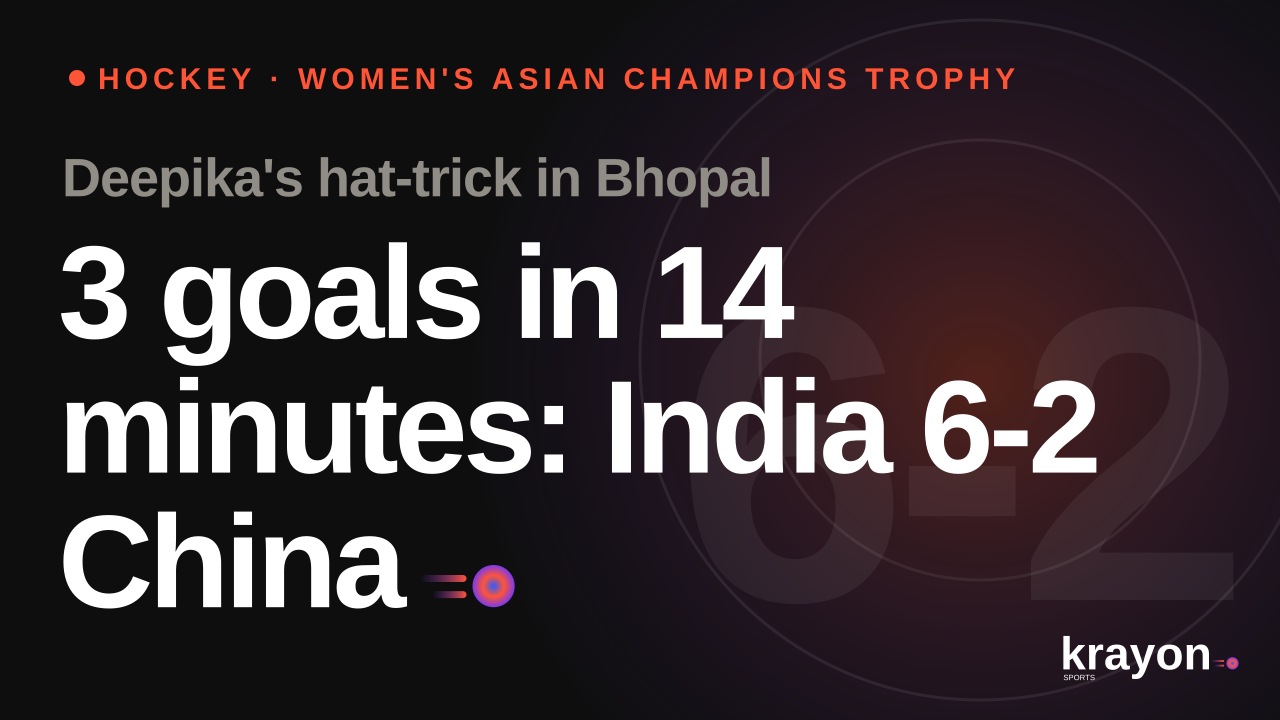 HOCKEY · WOMEN'S ASIAN CHAMPIONS TROPHY
Deepika's hat-trick in Bhopal
3 goals in 14
minutes: India 6-2
China
6-2
krayon
SPORTS